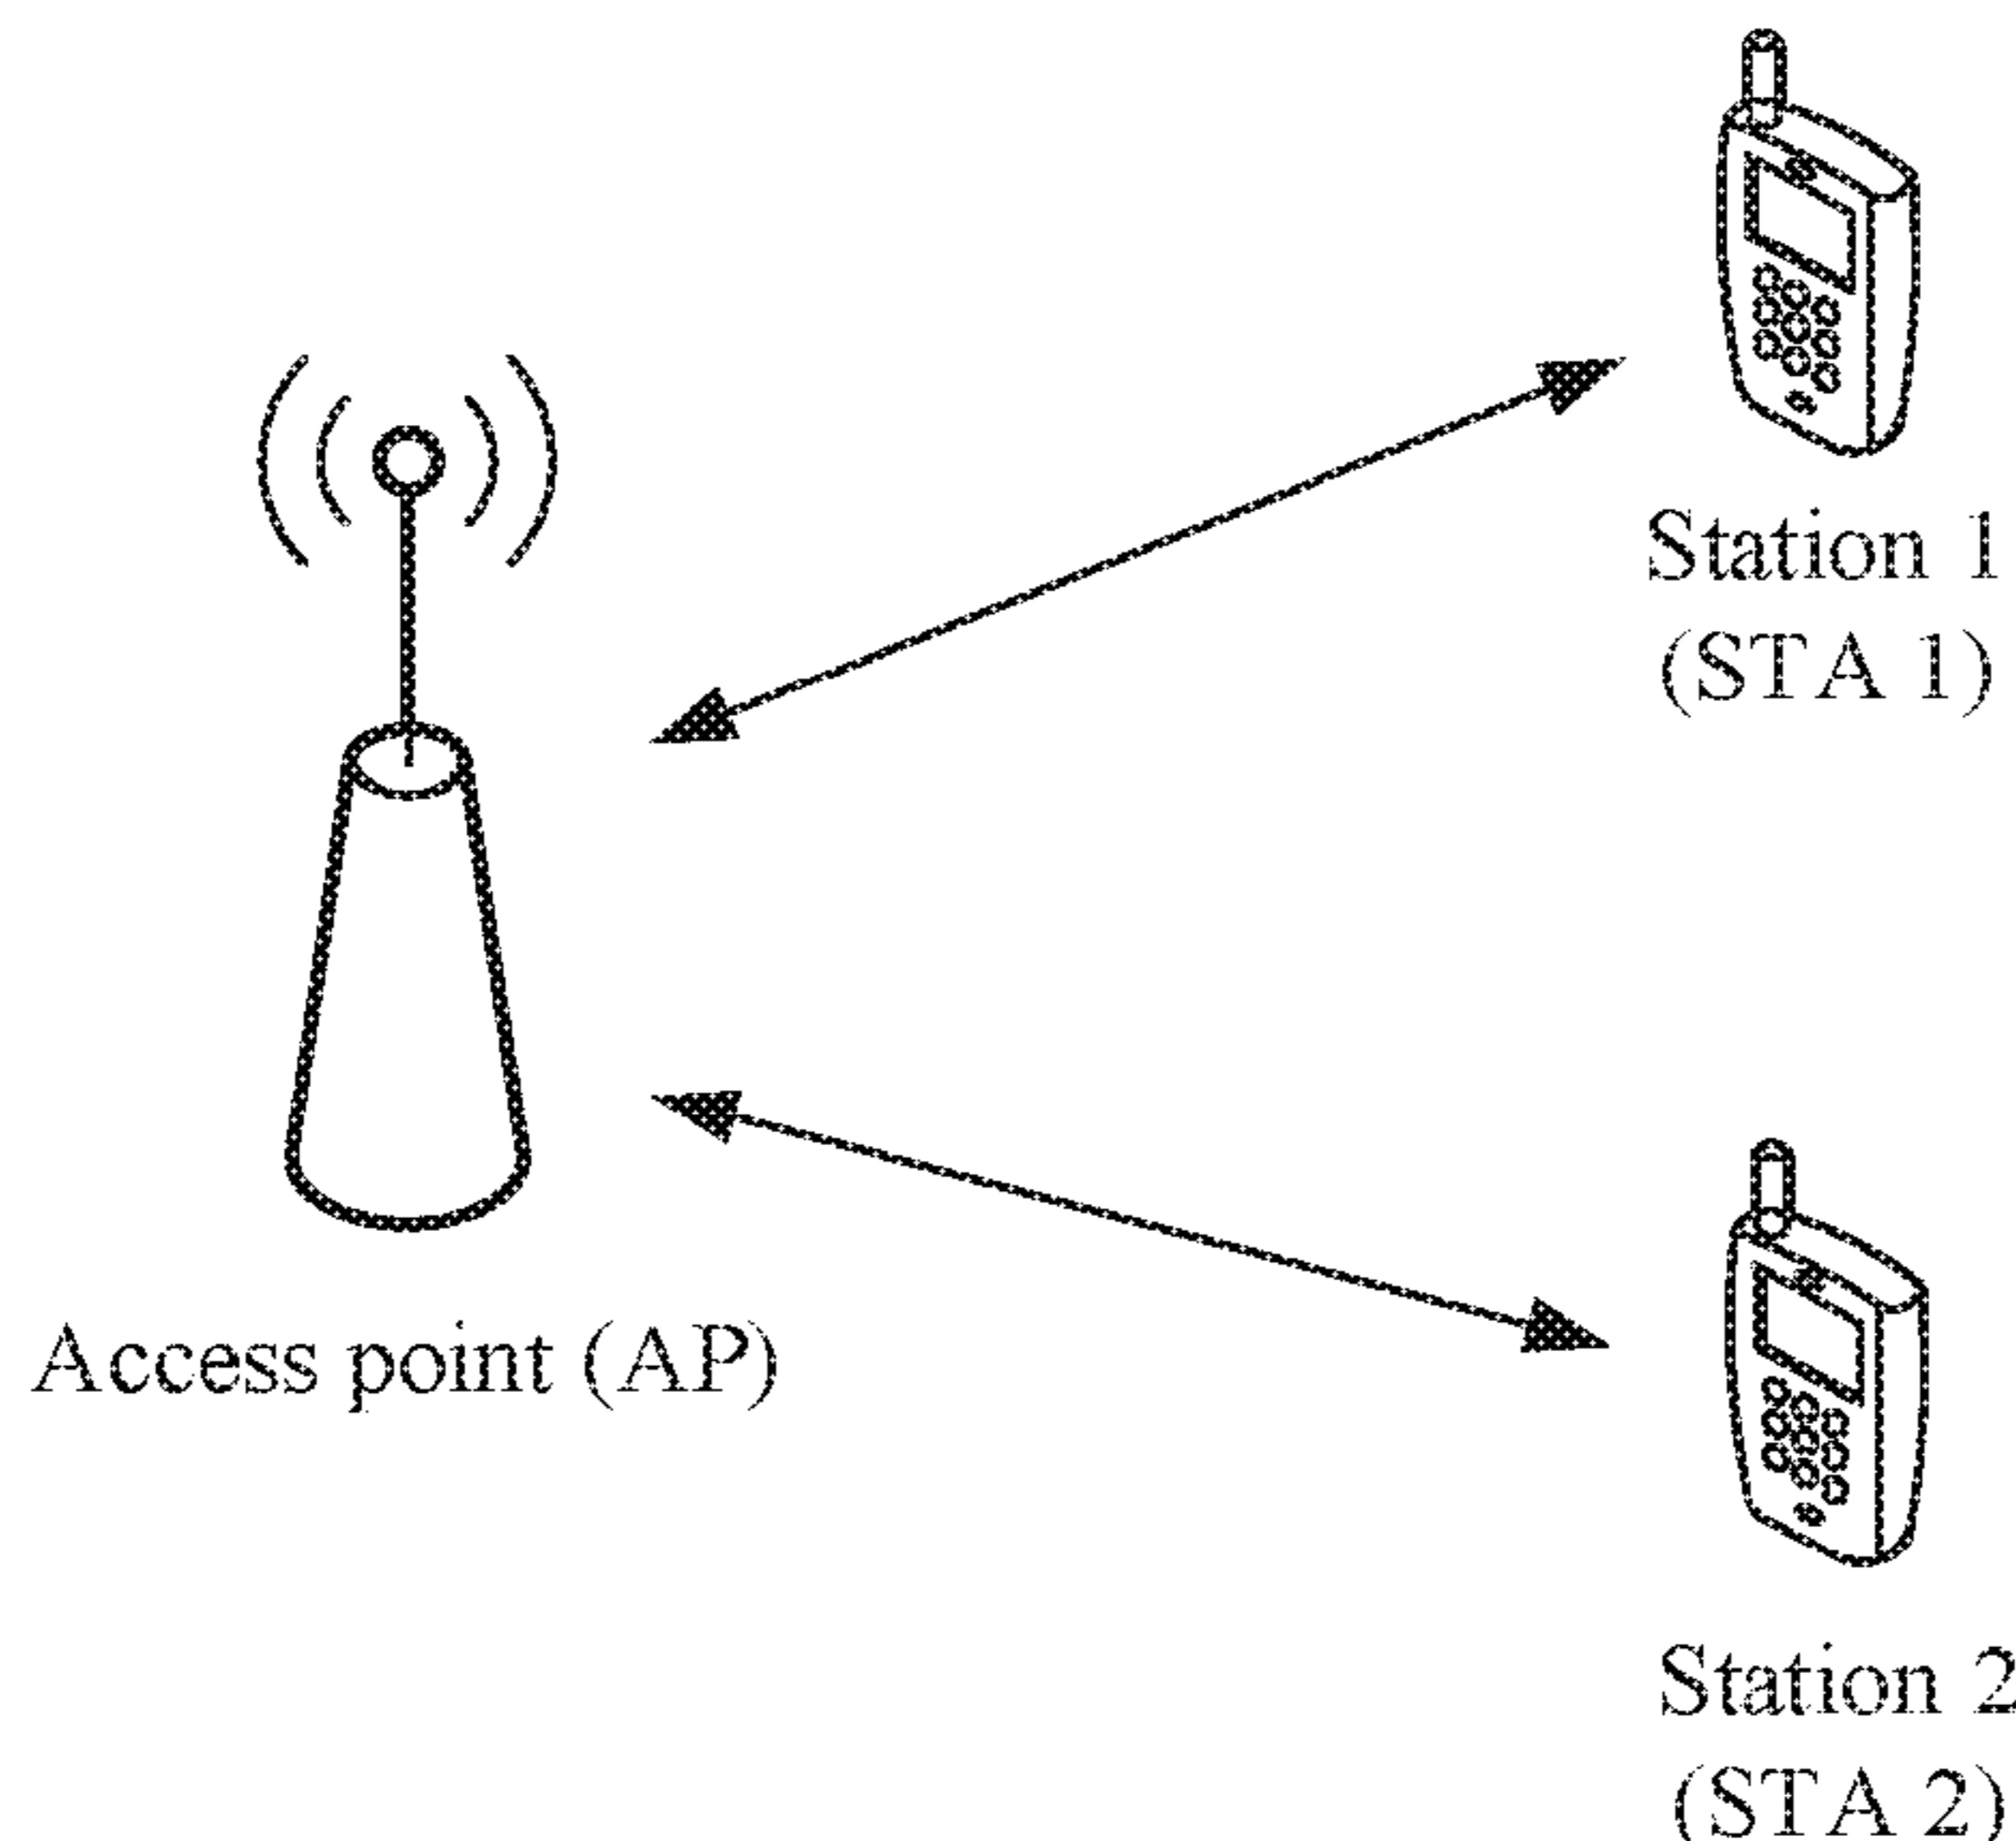 Station 1
(STA 1)
Access point (AP)
Station 2
(STA 2)